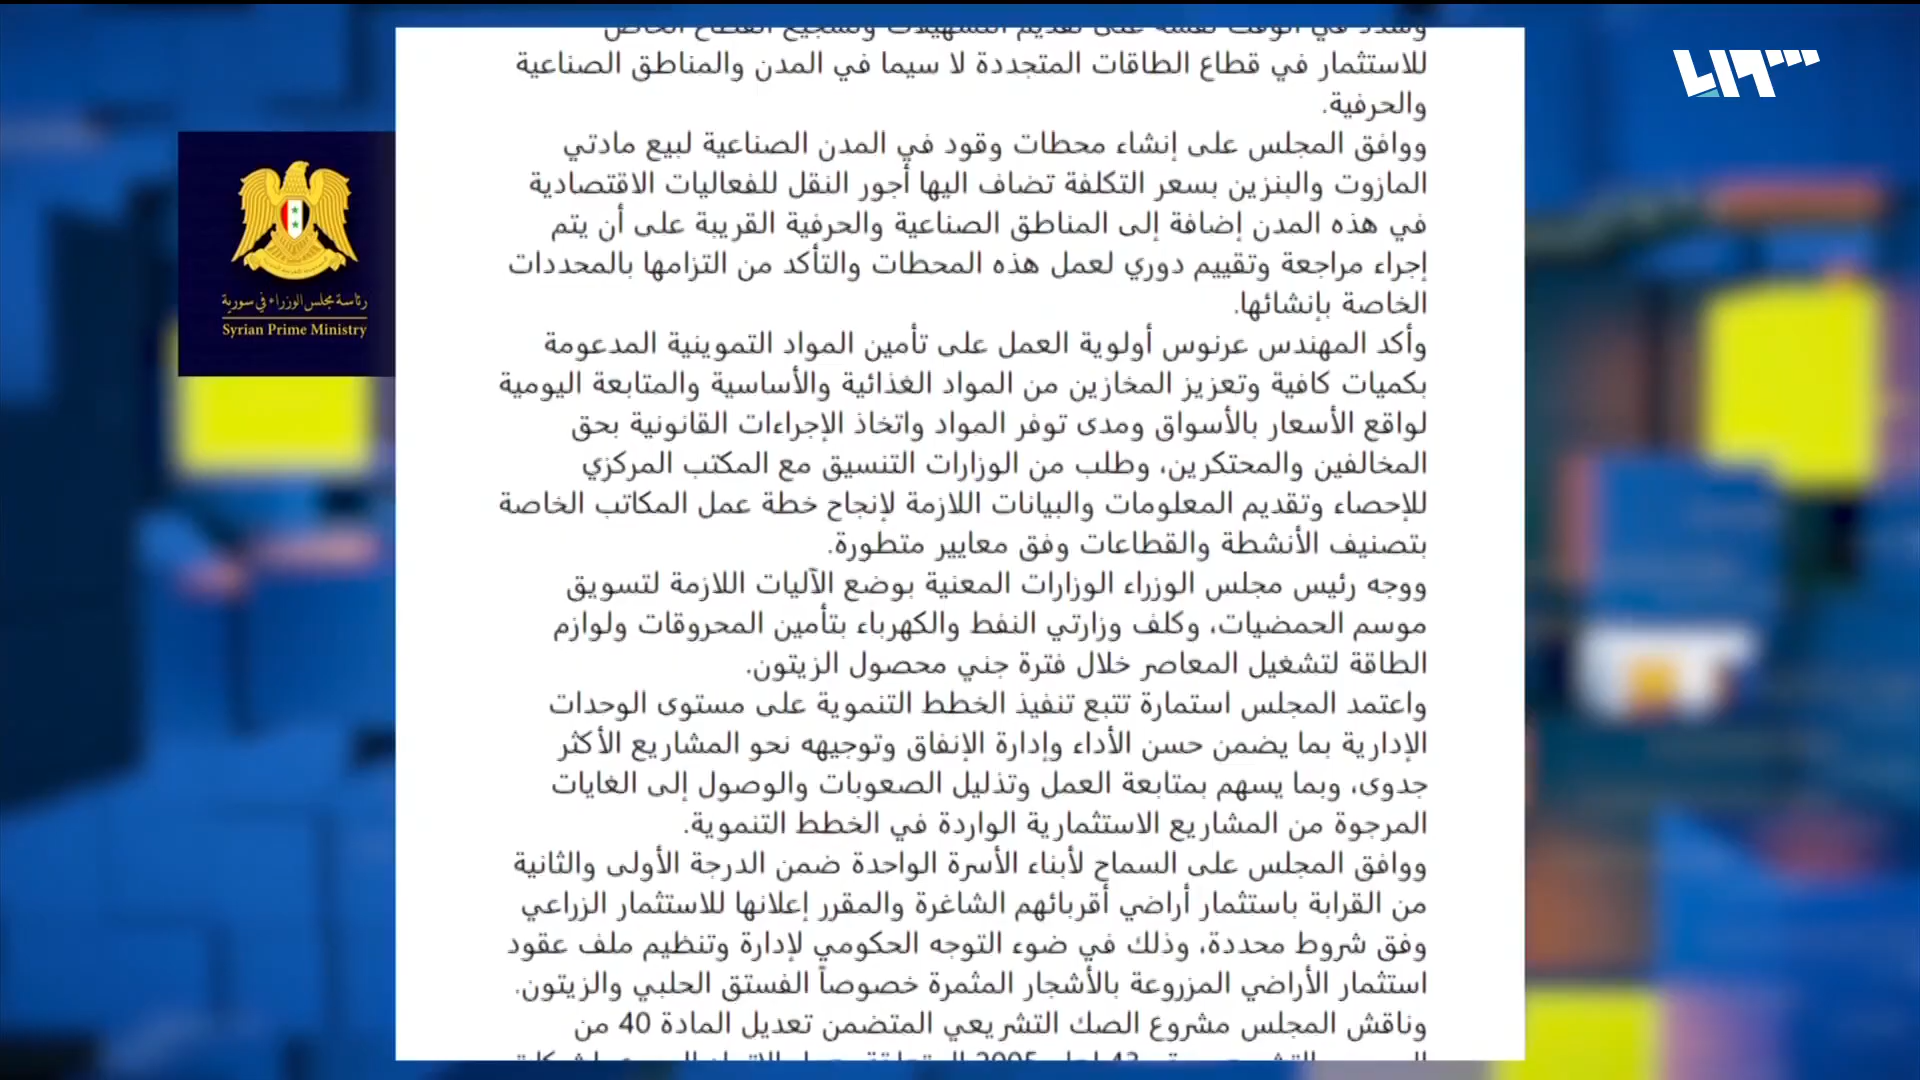 وشدد في الوقت نفسه على تقديم التسهيلات وتشجيع القطاع الخاص
للاستثمار في قطاع الطاقات المتجددة لا سيما في المدن والمناطق الصناعية
والحرفية.
ووافق المجلس على إنشاء محطات وقود في المدن الصناعية لبيع مادتي
المازوت والبنزين بسعر التكلفة تضاف اليها أجور النقل للفعاليات الاقتصادية
في هذه المدن إضافة إلى المناطق الصناعية والحرفية القريبة على أن يتم
إجراء مراجعة وتقييم دوري لعمل هذه المحطات والتأكد من التزامها بالمحددات
الخاصة بإنشائها.
وأكد المهندس عرنوس أولوية العمل على تأمين المواد التموينية المدعومة
بكميات كافية وتعزيز المخازين من المواد الغذائية والأساسية والمتابعة اليومية
لواقع الأسعار بالأسواق ومدى توفر المواد واتخاذ الإجراءات القانونية بحق
المخالفين والمحتكرين، وطلب من الوزارات التنسيق مع المكتب المركزي
للإحصاء وتقديم المعلومات والبيانات اللازمة لإنجاح خطة عمل المكاتب الخاصة
بتصنيف الأنشطة والقطاعات وفق معايير متطورة.
ووجه رئيس مجلس الوزراء الوزارات المعنية بوضع الآليات اللازمة لتسويق
موسم الحمضيات، وكلف وزارتي النفط والكهرباء بتأمين المحروقات ولوازم
الطاقة لتشغيل المعاصر خلال فترة جني محصول الزيتون.
واعتمد المجلس استمارة تتبع تنفيذ الخطط التنموية على مستوى الوحدات
الإدارية بما يضمن حسن الأداء وإدارة الإنفاق وتوجيهه نحو المشاريع الأكثر
جدوى، وبما يسهم بمتابعة العمل وتذليل الصعوبات والوصول إلى الغايات
المرجوة من المشاريع الاستثمارية الواردة في الخطط التنموية.
ووافق المجلس على السماح لأبناء الأسرة الواحدة ضمن الدرجة الأولى والثانية
من القرابة باستثمار أراضي أقربائهم الشاغرة والمقرر إعلانها للاستثمار الزراعي
وفق شروط محددة، وذلك في ضوء التوجه الحكومي لإدارة وتنظيم ملف عقود
استثمار الأراضي المزروعة بالأشجار المثمرة خصوصاً الفستق الحلبي والزيتون.
وناقش المجلس مشروع الصك التشريعي المتضمن تعديل المادة 40 من
رئاسة مجلس الوزراء في سورية
Syrian Prime Ministry